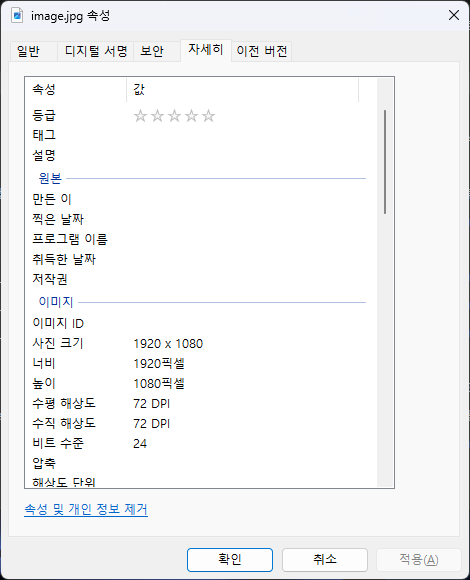 image.jpg 속성
일반 디지털 서명 보안 자세히 이전 버전
속성 값
등급 ☆☆☆☆☆
태그
설명
원본
만든 이
찍은 날짜
프로그램 이름
취득한 날짜
저작권
이미지
이미지 ID
사진 크기 1920 x 1080
너비 1920픽셀
높이 1080픽셀
수평 해상도 72 DPI
수직 해상도 72 DPI
비트 수준 24
압축
해상도 단위
속성 및 개인 정보 제거
확인 취소 적용(A)